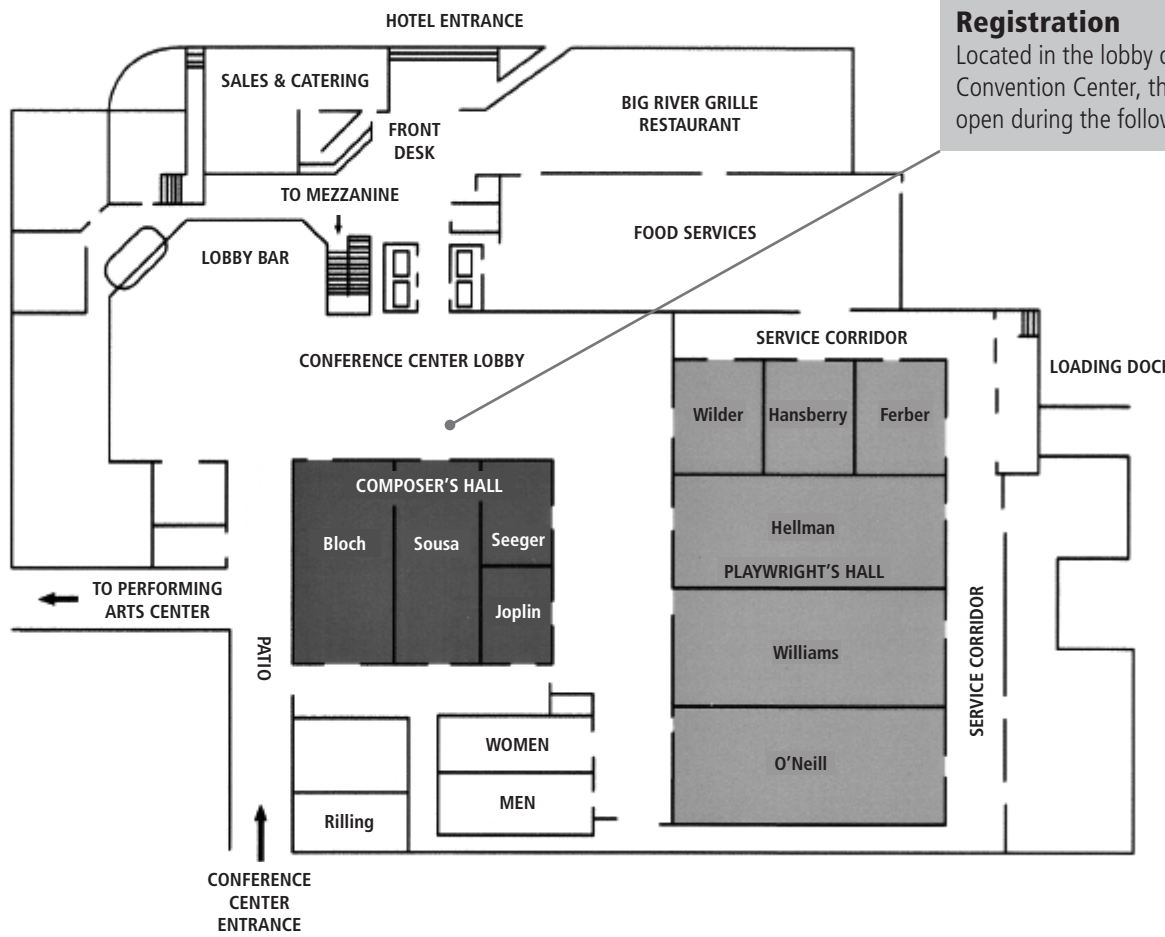 HOTEL ENTRANCE
Registration
Located in the lobby
Convention Center,
open during the
SALES & CATERING
BIG RIVER GRILLE
RESTAURANT
FRONT
DESK
TO MEZZANINE
FOOD SERVICES
LOBBY BAR
SERVICE CORRIDOR
CONFERENCE CENTER LOBBY
LOADING
Wilder
Hansberry
Ferber
COMPOSER'S HALL
Hellman
Bloch
Sousa
Seeger
PLAYWRIGHT'S HALL
TO PERFORMING
ARTS CENTER
Joplin
PATIO
Williams
SERVICE CORRIDOR
WOMEN
O'Neill
MEN
Rilling
CONFERENCE
CENTER
ENTRANCE